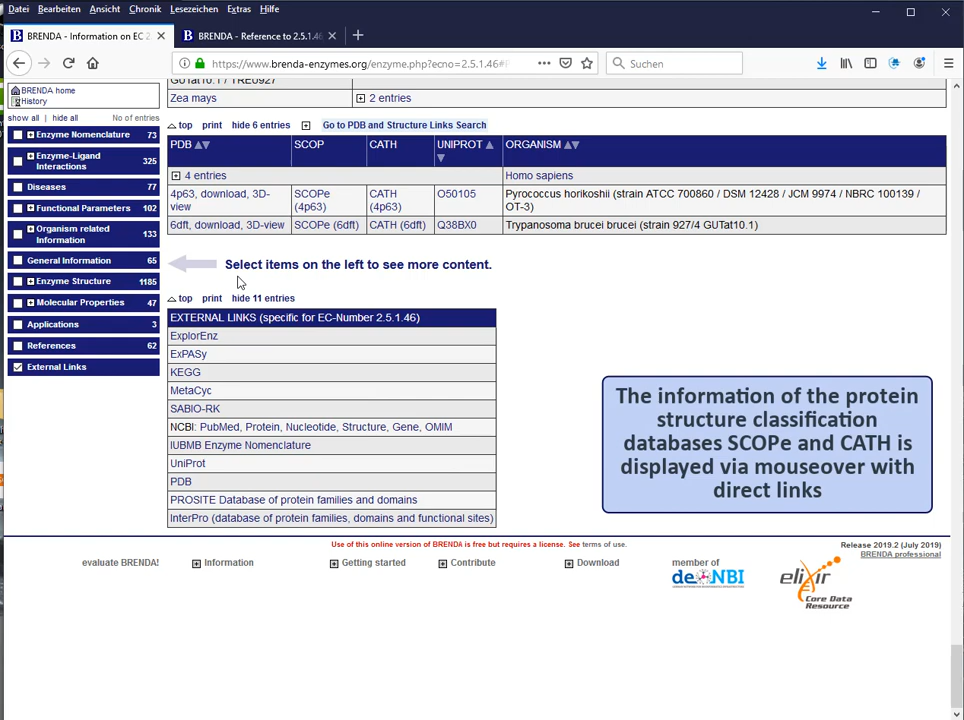 Datei Bearbeiten Ansicht Chronik Lesezeichen Extras Hilfe
BRENDA - Information on EC 2.
BRENDA - Reference to 2.5.1.46
https://www.brenda-enzymes.org/enzyme.php?ecno=2.5.1.46#
Suchen
BRENDA home
History
show all | hide all No of entries
Enzyme Nomenclature 73
Enzyme-Ligand Interactions 325
Diseases 77
Functional Parameters 102
Organism related Information 133
General Information 65
Enzyme Structure 1185
Molecular Properties 47
Applications 3
References 62
External Links
GuTat10.1 / TREU927
Zea mays 2 entries
top print hide 6 entries Go to PDB and Structure Links Search
PDB SCOP CATH UNIPROT ORGANISM
4 entries Homo sapiens
4p63, download, 3D-view SCOPe (4p63) CATH (4p63) O50105 Pyrococcus horikoshii (strain ATCC 700860 / DSM 12428 / JCM 9974 / NBRC 100139 / OT-3)
6dft, download, 3D-view SCOPe (6dft) CATH (6dft) Q38BX0 Trypanosoma brucei brucei (strain 927/4 GUTat10.1)
Select items on the left to see more content.
top print hide 11 entries
EXTERNAL LINKS (specific for EC-Number 2.5.1.46)
ExplorEnz
ExPASy
KEGG
MetaCyc
SABIO-RK
NCBI: PubMed, Protein, Nucleotide, Structure, Gene, OMIM
IUBMB Enzyme Nomenclature
UniProt
PDB
PROSITE Database of protein families and domains
InterPro (database of protein families, domains and functional sites)
The information of the protein
structure classification
databases SCOPe and CATH is
displayed via mouseover with
direct links
Use of this online version of BRENDA is free but requires a license. See terms of use.
Release 2019.2 (July 2019)
BRENDA professional
evaluate BRENDA! Information Getting started Contribute Download member of
de.NBI
elixir
Core Data
Resource